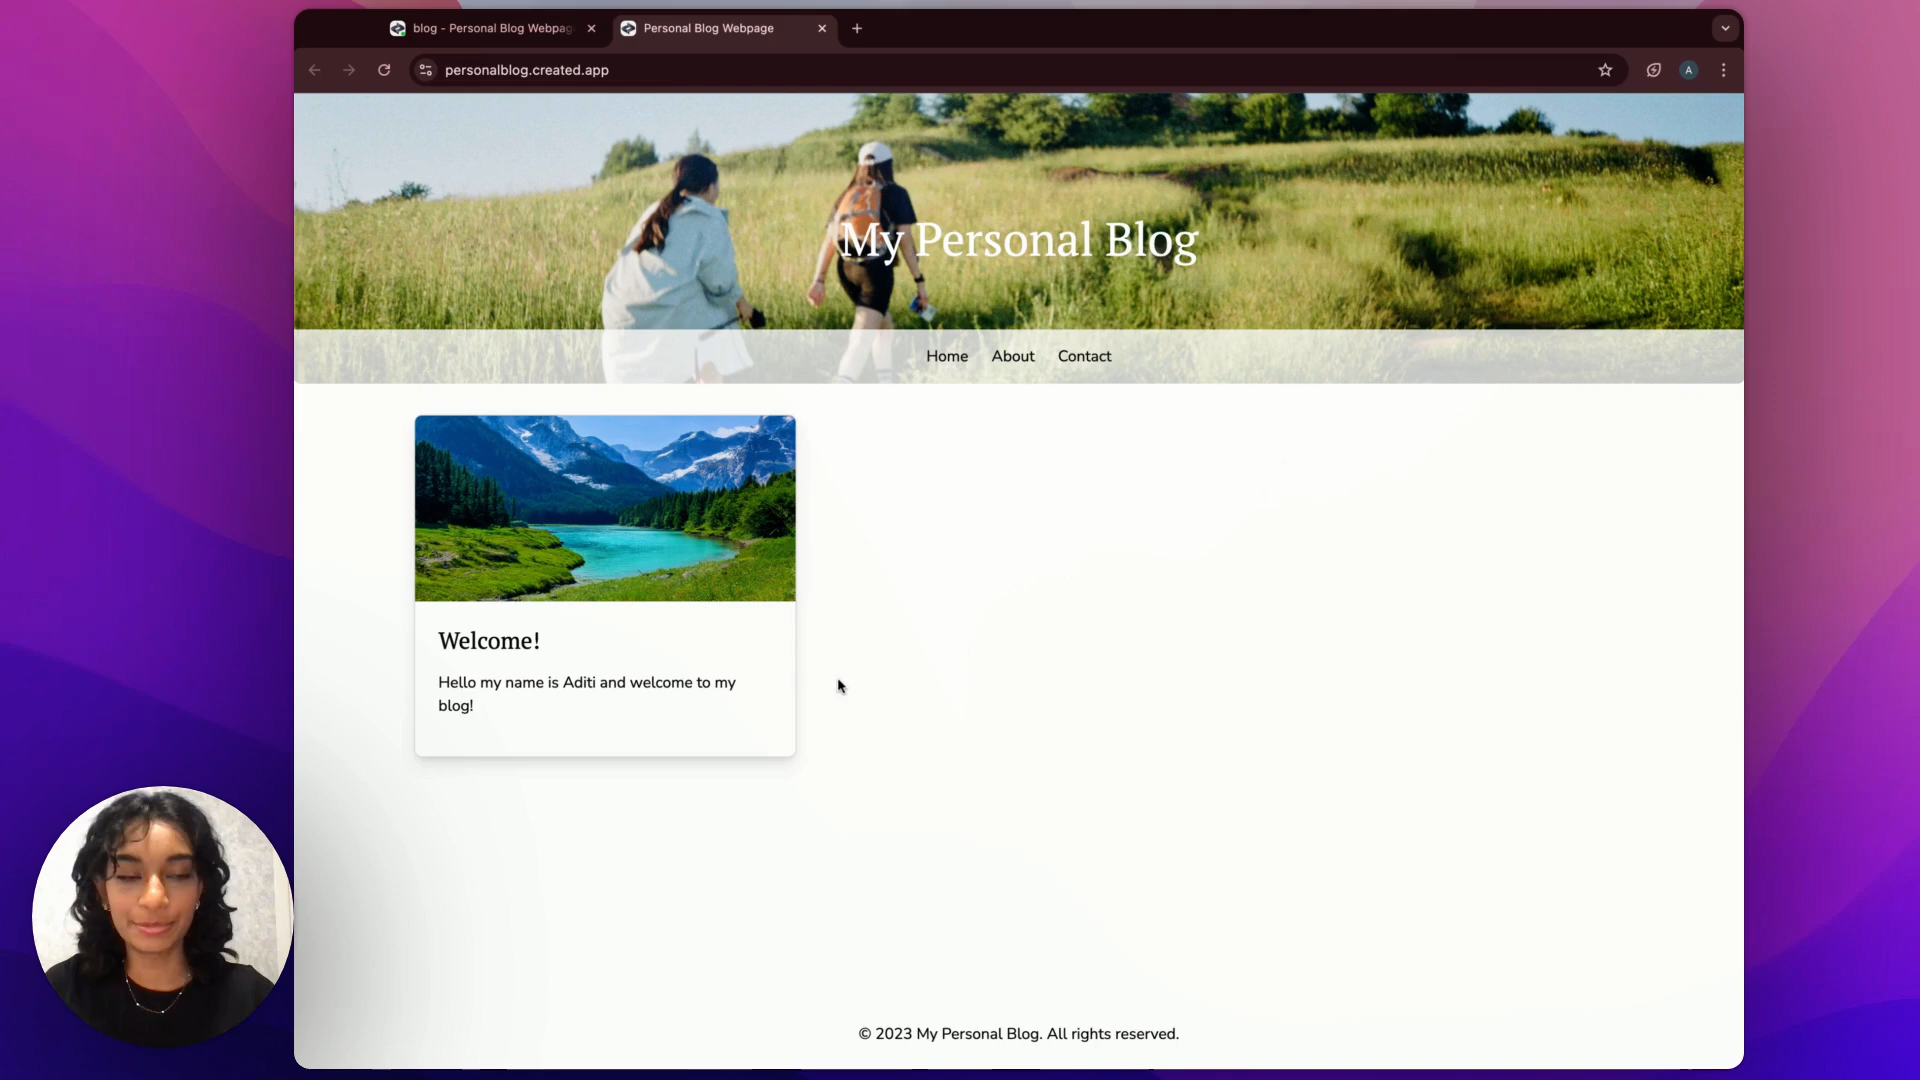 blog - Personal Blog Webpag
Personal Blog Webpage
personalblog.created.app
A
My Personal Blog
Home About Contact
Welcome!
Hello my name is Aditi and welcome to my
blog!
© 2023 My Personal Blog. All rights reserved.